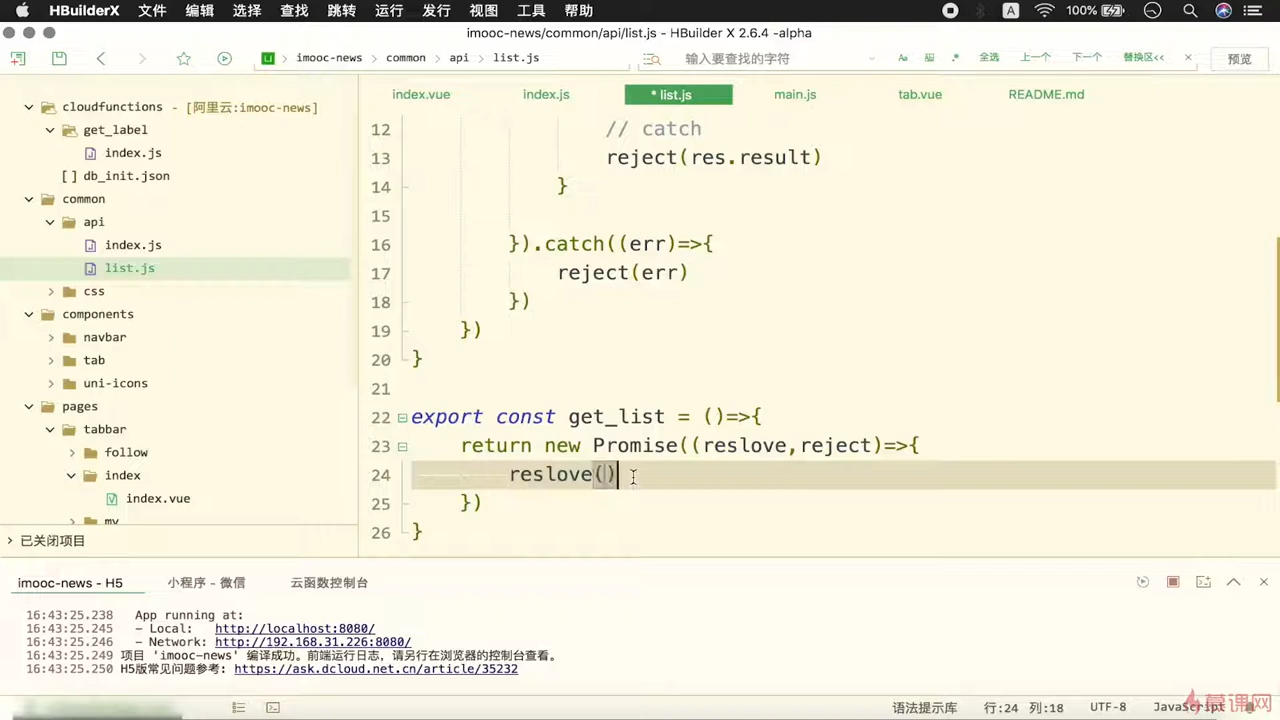 HBuilderX 文件 编辑 选择 查找 跳转 运行 发行 视图 工具 帮助 A 100%
imooc-news/common/api/list.js - HBuilder X 2.6.4 -alpha
imooc-news > common > api > list.js 输入要查找的字符 Aa 全选 上一个 下一个 替换区<< 预览
index.vue index.js * list.js main.js tab.vue README.md
cloudfunctions - [阿里云:imooc-news]
get_label
index.js
[ ] db_init.json
common
api
index.js
list.js
css
components
navbar
tab
uni-icons
pages
tabbar
follow
index
index.vue
my
已关闭项目
12 // catch
13 reject(res.result)
14 }
15
16 }).catch((err)=>{
17 reject(err)
18 })
19 })
20 }
21
22 export const get_list = ()=>{
23 return new Promise((reslove,reject)=>{
24 reslove()
25 })
26 }
imooc-news - H5 小程序 - 微信 云函数控制台
16:43:25.238 App running at:
16:43:25.245 - Local: http://localhost:8080/
16:43:25.246 - Network: http://192.168.31.226:8080/
16:43:25.249 项目 'imooc-news' 编译成功。前端运行日志，请另行在浏览器的控制台查看。
16:43:25.250 H5版常见问题参考: https://ask.dcloud.net.cn/article/35232
语法提示库 行:24 列:18 UTF-8 JavaScript
慕课网